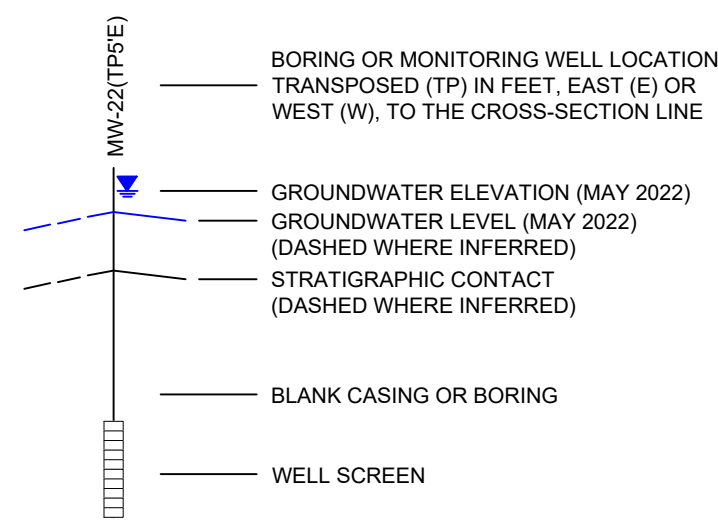 MW-22(TP5'E)
BORING OR MONITORING WELL LOCATION
TRANSPOSED (TP) IN FEET, EAST (E) OR
WEST (W), TO THE CROSS-SECTION LINE
GROUNDWATER ELEVATION (MAY 2022)
GROUNDWATER LEVEL (MAY 2022)
(DASHED WHERE INFERRED)
STRATIGRAPHIC CONTACT
(DASHED WHERE INFERRED)
BLANK CASING OR BORING
WELL SCREEN